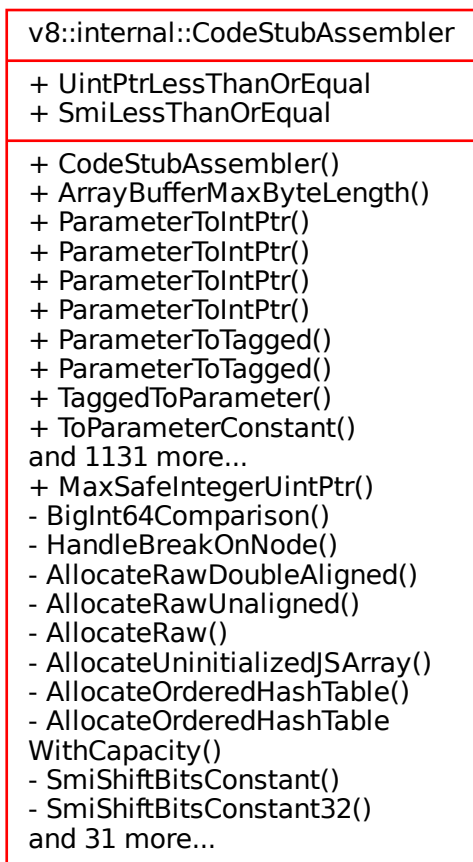 v8::internal::CodeStubAssembler
+ UintPtrLessThanOrEqual
+ SmiLessThanOrEqual
+ CodeStubAssembler()
+ ArrayBufferMaxByteLength()
+ ParameterToIntPtr()
+ ParameterToIntPtr()
+ ParameterToIntPtr()
+ ParameterToIntPtr()
+ ParameterToTagged()
+ ParameterToTagged()
+ TaggedToParameter()
+ ToParameterConstant()
and 1131 more...
+ MaxSafeIntegerUintPtr()
- BigInt64Comparison()
- HandleBreakOnNode()
- AllocateRawDoubleAligned()
- AllocateRawUnaligned()
- AllocateRaw()
- AllocateUninitializedJSArray()
- AllocateOrderedHashTable()
- AllocateOrderedHashTable
WithCapacity()
- SmiShiftBitsConstant()
- SmiShiftBitsConstant32()
and 31 more...